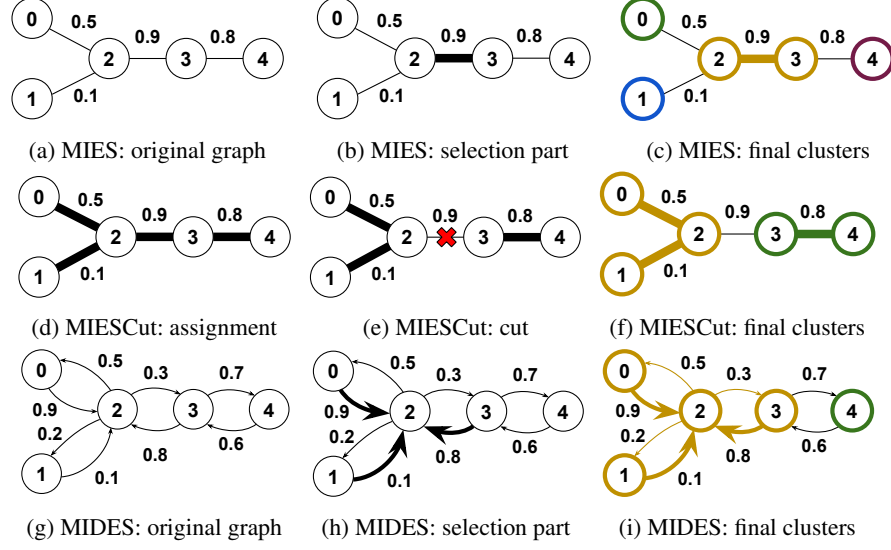 0 0.5 0.9 0.8 2 3 4 1 0.1
0 0.5 0.9 0.8 2 3 4 1 0.1
0 0.5 0.9 0.8 2 3 4 1 0.1
(a) MIES: original graph
(b) MIES: selection part
(c) MIES: final clusters
0 0.5 0.9 0.8 2 3 4 1 0.1
0 0.5 0.9 0.8 2 3 4 1 0.1
0 0.5 0.9 0.8 2 3 4 1 0.1
(d) MIESCut: assignment
(e) MIESCut: cut
(f) MIESCut: final clusters
0 0.5 0.3 0.7 0.9 2 3 4 0.2 0.8 0.6 1 0.1
0 0.5 0.3 0.7 0.9 2 3 4 0.2 0.8 0.6 1 0.1
0 0.5 0.3 0.7 0.9 2 3 4 0.2 0.8 0.6 1 0.1
(g) MIDES: original graph
(h) MIDES: selection part
(i) MIDES: final clusters